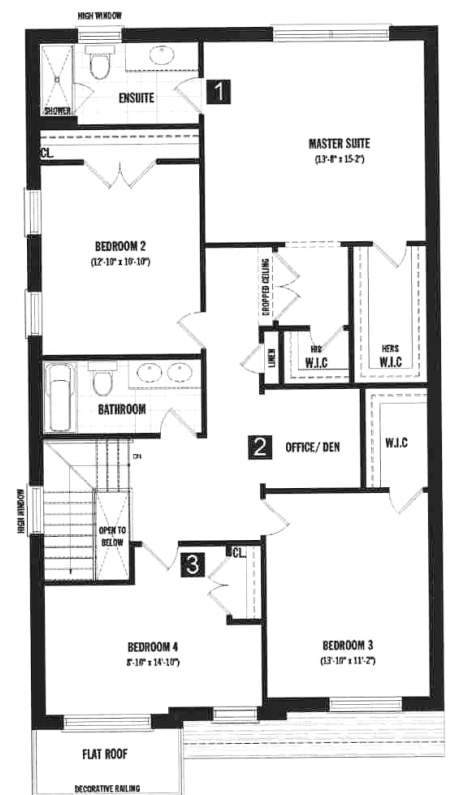 HIGH WINDOW
1
SHOWER
ENSUITE
CL.
MASTER SUITE
(13'-8" x 15'-2")
BEDROOM 2
(12'-10" x 10'-10")
DROPPED CEILING
HIS
W.I.C
HERS
W.I.C
LINEN
BATHROOM
2
OFFICE/ DEN
W.I.C
DN
HIGH WINDOW
OPEN TO
BELOW
3
CL.
BEDROOM 4
8'-10" x 14'-10")
BEDROOM 3
(13'-10" x 11'-2")
FLAT ROOF
DECORATIVE RAILING